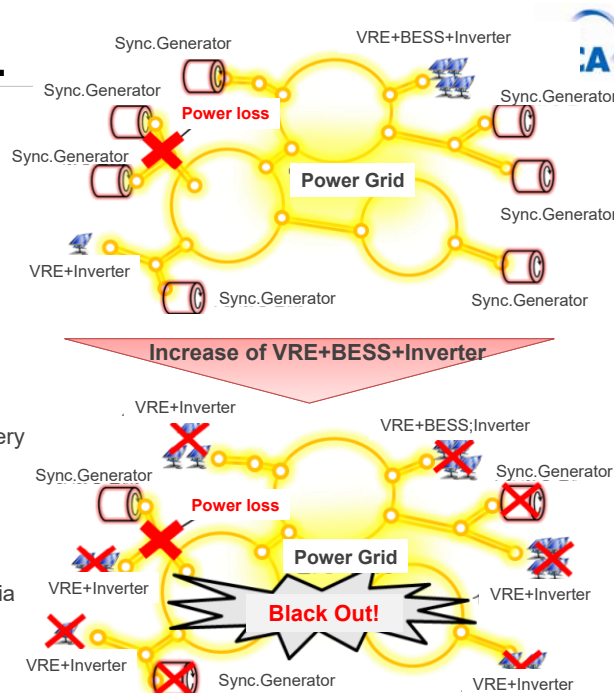 VRE+BESS+Inverter
Sync.Generator
Sync.Generator
Sync.Generator
Power loss
Sync.Generator
Power Grid
Sync.Generator
VRE+Inverter
Sync.Generator
Sync.Generator
Increase of VRE+BESS+Inverter
VRE+Inverter
VRE+BESS;Inverter
ery
Sync.Generator
Sync.Generator
Power loss
Power Grid
VRE+Inverter
ia
VRE+Inverter
Black Out!
VRE+Inverter
Sync.Generator
VRE+Inverter